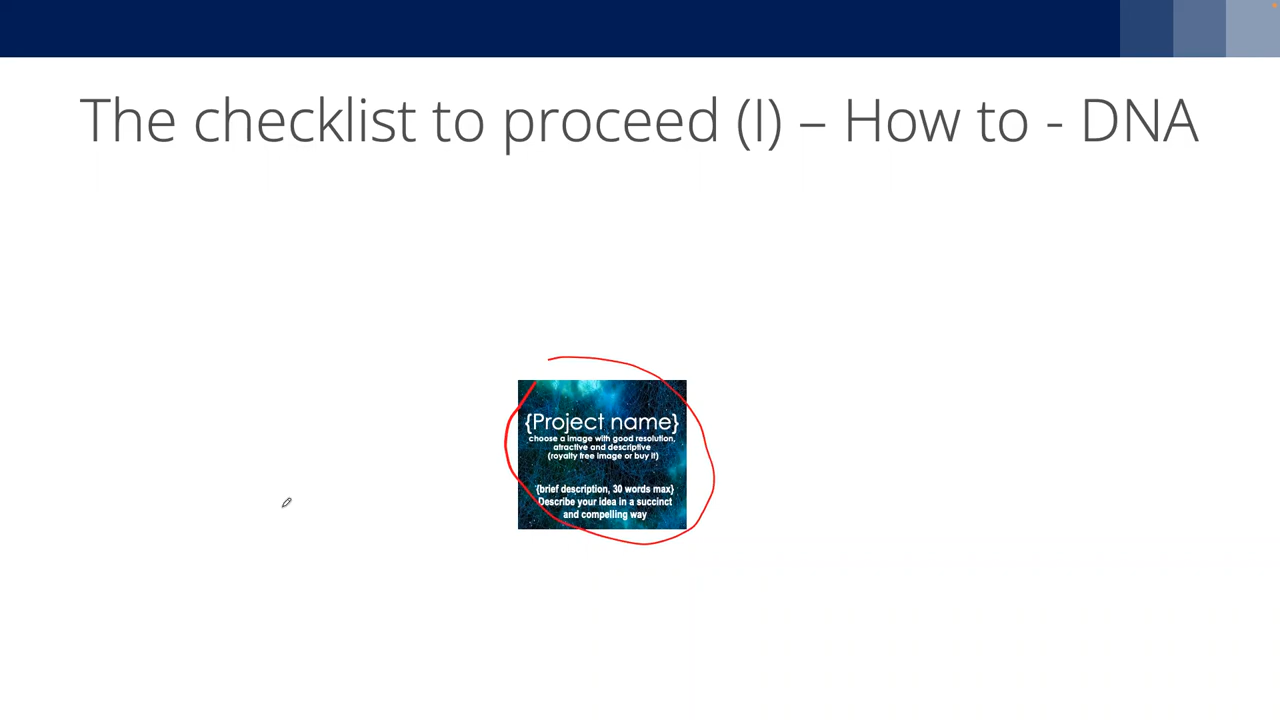 The checklist to proceed (I) – How to - DNA
{Project name}
choose a image with good resolution,
atractive and descriptive
(royalty free image or buy it)
{brief description, 30 words max}
Describe your idea in a succinct
and compelling way